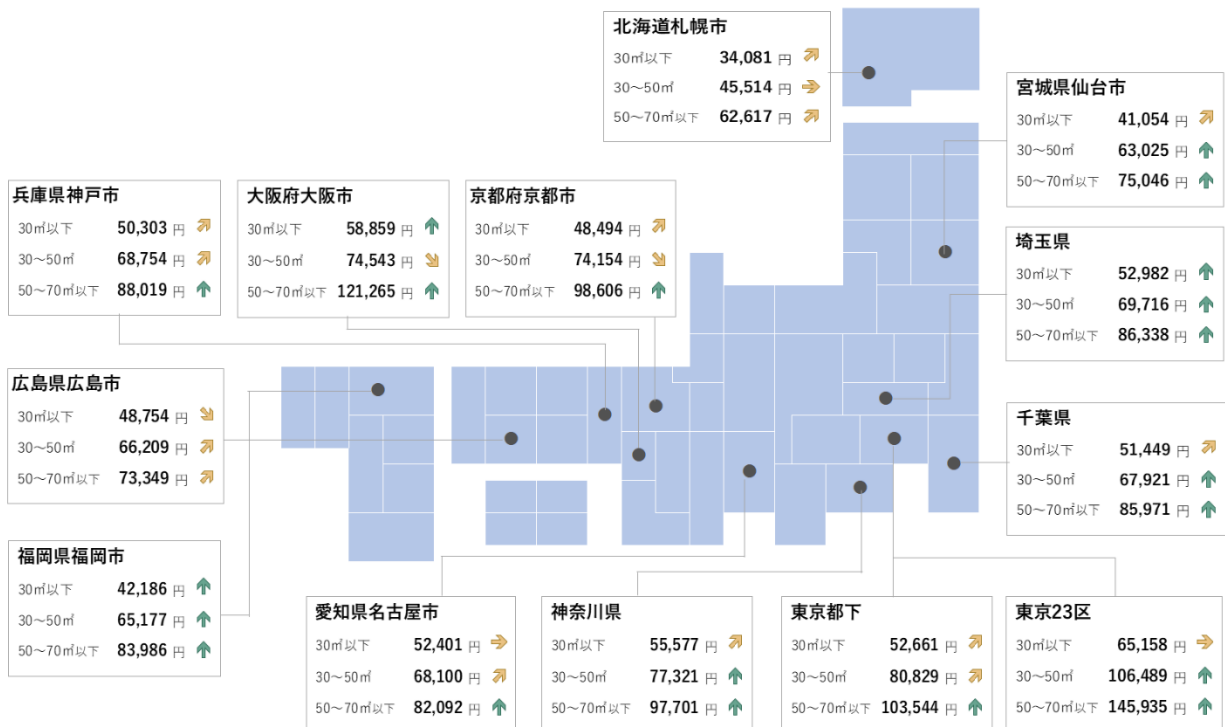 北海道札幌市
30㎡以下 34,081 円
30～50㎡ 45,514 円
50～70㎡以下 62,617 円
宮城県仙台市
30㎡以下 41,054 円
30～50㎡ 63,025 円
50～70㎡以下 75,046 円
兵庫県神戸市
30㎡以下 50,303 円
30～50㎡ 68,754 円
50～70㎡以下 88,019 円
大阪府大阪市
30㎡以下 58,859 円
30～50㎡ 74,543 円
50～70㎡以下 121,265 円
京都府京都市
30㎡以下 48,494 円
30～50㎡ 74,154 円
50～70㎡以下 98,606 円
埼玉県
30㎡以下 52,982 円
30～50㎡ 69,716 円
50～70㎡以下 86,338 円
広島県広島市
30㎡以下 48,754 円
30～50㎡ 66,209 円
50～70㎡以下 73,349 円
千葉県
30㎡以下 51,449 円
30～50㎡ 67,921 円
50～70㎡以下 85,971 円
福岡県福岡市
30㎡以下 42,186 円
30～50㎡ 65,177 円
50～70㎡以下 83,986 円
愛知県名古屋市
30㎡以下 52,401 円
30～50㎡ 68,100 円
50～70㎡以下 82,092 円
神奈川県
30㎡以下 55,577 円
30～50㎡ 77,321 円
50～70㎡以下 97,701 円
東京都下
30㎡以下 52,661 円
30～50㎡ 80,829 円
50～70㎡以下 103,544 円
東京23区
30㎡以下 65,158 円
30～50㎡ 106,489 円
50～70㎡以下 145,935 円